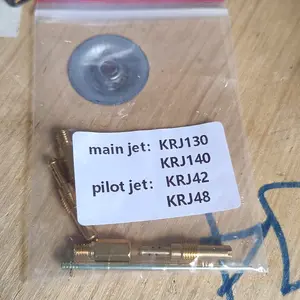 main jet: KRJ130
KRJ140
pilot jet: KRJ42
KRJ48